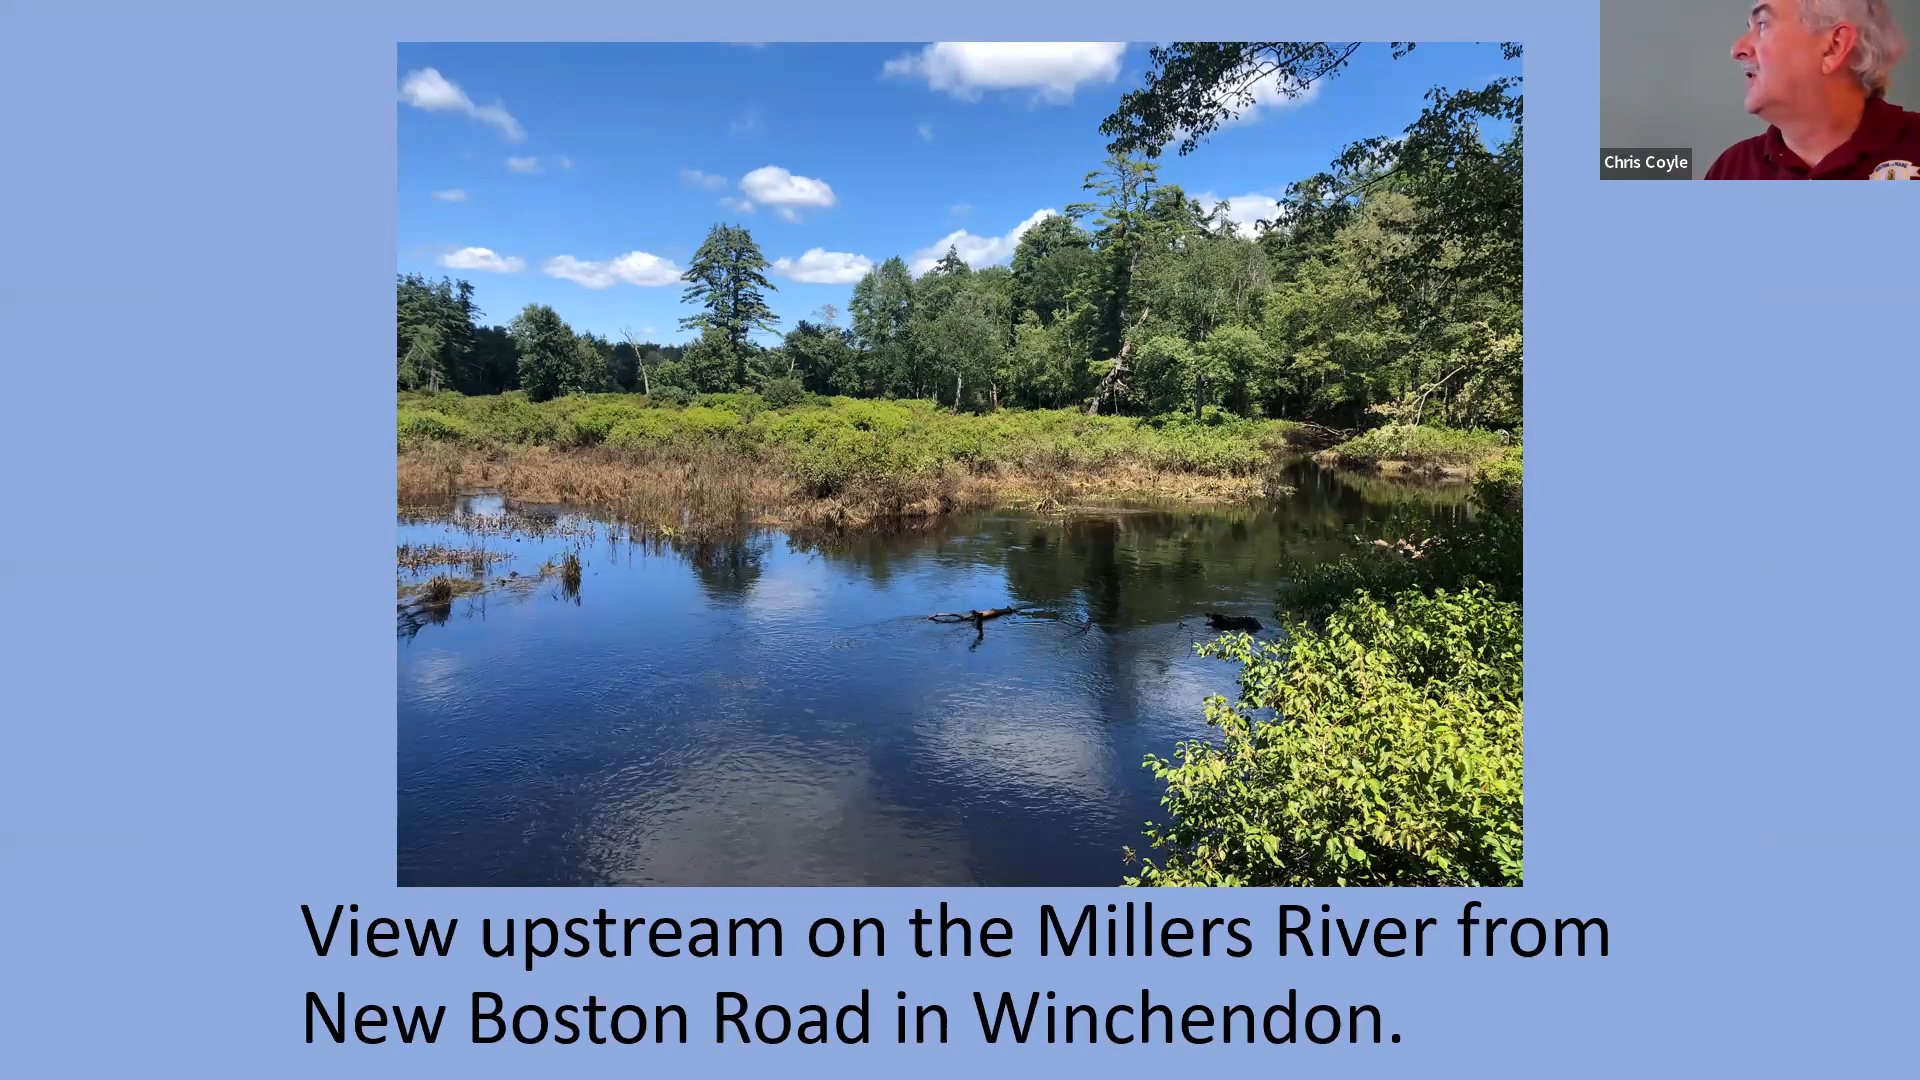 Chris Coyle
View upstream on the Millers River from
New Boston Road in Winchendon.